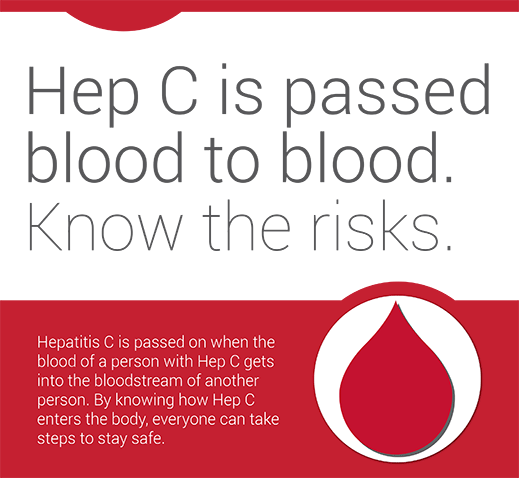 Hep C is passed
blood to blood.
Know the risks.
Hepatitis C is passed on when the
blood of a person with Hep C gets
into the bloodstream of another
person. By knowing how Hep C
enters the body, everyone can take
steps to stay safe.